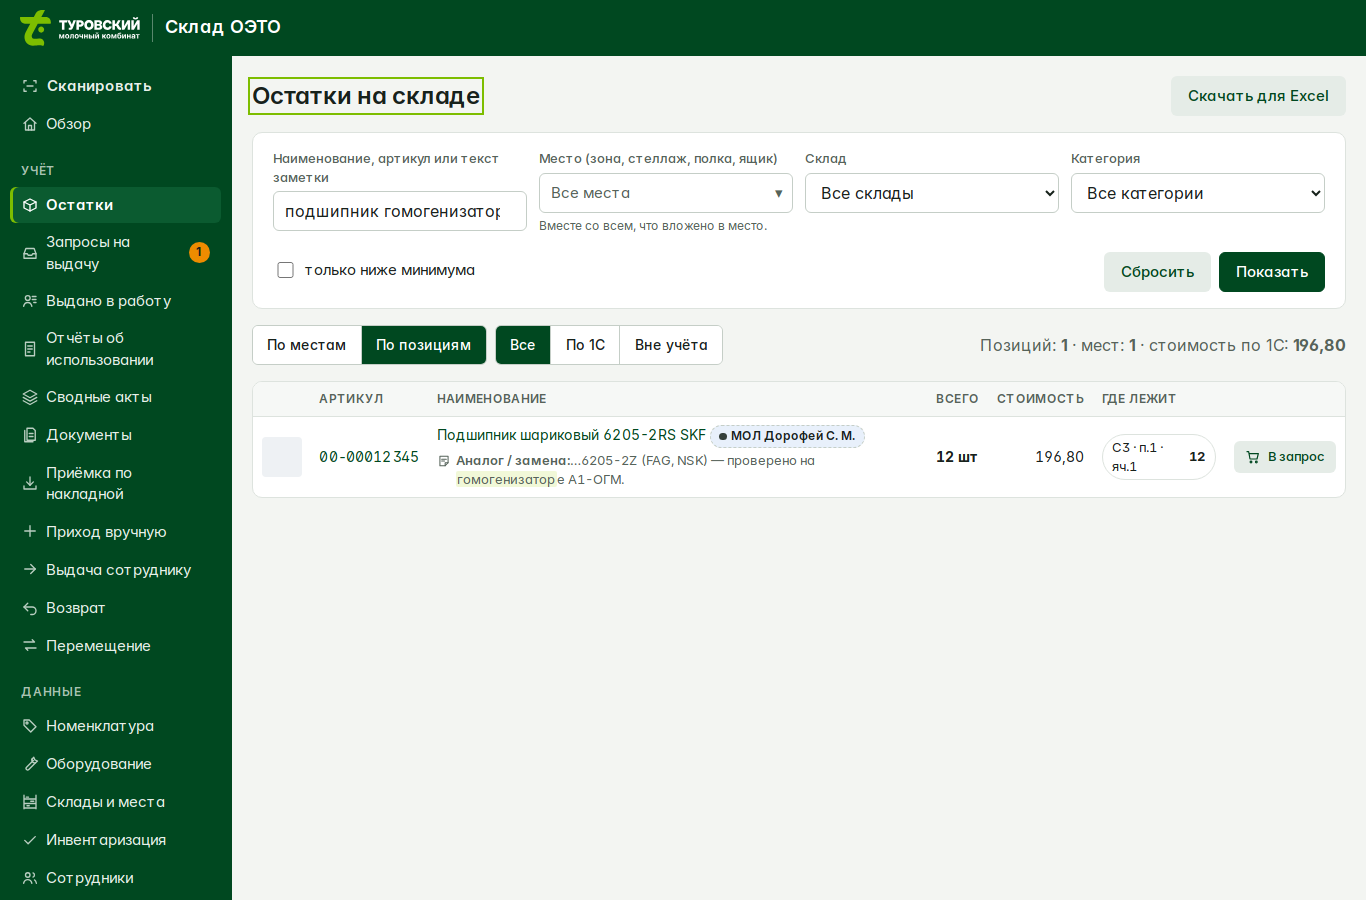 ТУРОВСКИЙ
молочный комбинат
Склад ОЭТО
Сканировать
Обзор
УЧЁТ
Остатки
Запросы на
выдачу
1
Выдано в работу
Отчёты об
использовании
Сводные акты
Документы
Приёмка по
накладной
Приход вручную
Выдача сотруднику
Возврат
Перемещение
ДАННЫЕ
Номенклатура
Оборудование
Склады и места
Инвентаризация
Сотрудники
Остатки на складе
Скачать для Excel
Наименование, артикул или текст
заметки
подшипник гомогенизатор
Место (зона, стеллаж, полка, ящик)
Все места
Вместе со всем, что вложено в место.
Склад
Все склады
Категория
Все категории
только ниже минимума
Сбросить
Показать
По местам
По позициям
Все
По 1С
Вне учёта
Позиций: 1 · мест: 1 · стоимость по 1С: 196,80
АРТИКУЛ
НАИМЕНОВАНИЕ
ВСЕГО
СТОИМОСТЬ
ГДЕ ЛЕЖИТ
00-00012345
Подшипник шариковый 6205-2RS SKF
МОЛ Дорофей С. М.
Аналог / замена:…6205-2Z (FAG, NSK) — проверено на
гомогенизаторе А1-ОГМ.
12 шт
196,80
С3 · п.1 ·
яч.1
12
В запрос